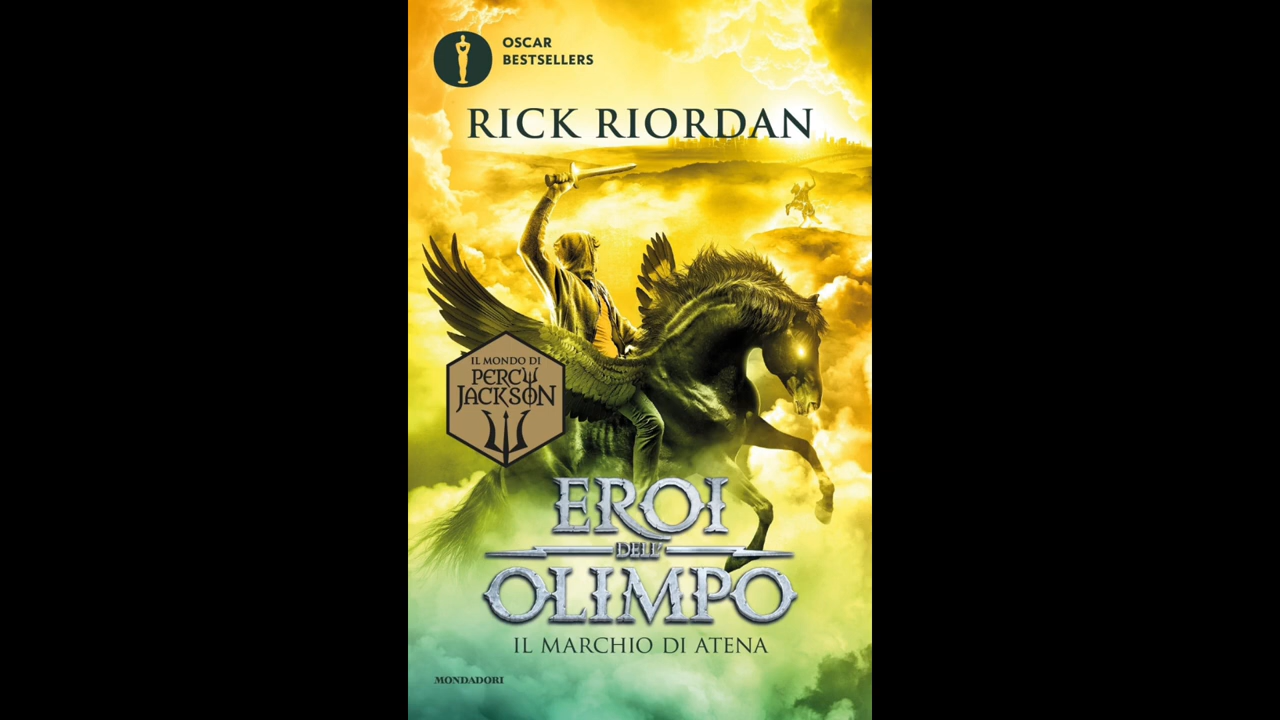 OSCAR
BESTSELLERS
RICK RIORDAN
IL MONDO DI
PERCY
JACKSON
EROI
DELL'
OLIMPO
IL MARCHIO DI ATENA
MONDADORI